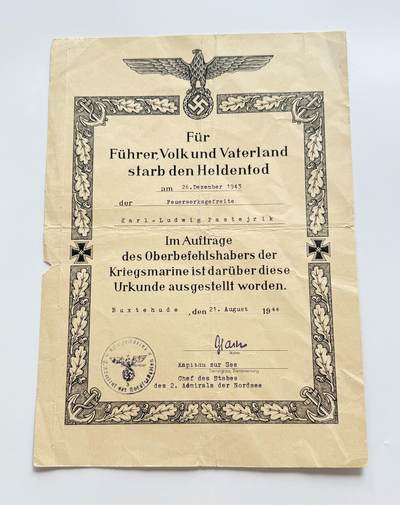 Für
Führer, Volk und Vaterland
starb den Heldentod
am 26. Dezember 1943
der Feuerwerksgefreite
Karl-Ludwig Pastejrik
Im Auftrage
des Oberbefehlshabers der
Kriegsmarine ist darüber diese
Urkunde ausgestellt worden.
Buxtehude, den 21. August 1944
Kapitän zur See
Chef des Stabes
des 2. Admirals der Nordsee